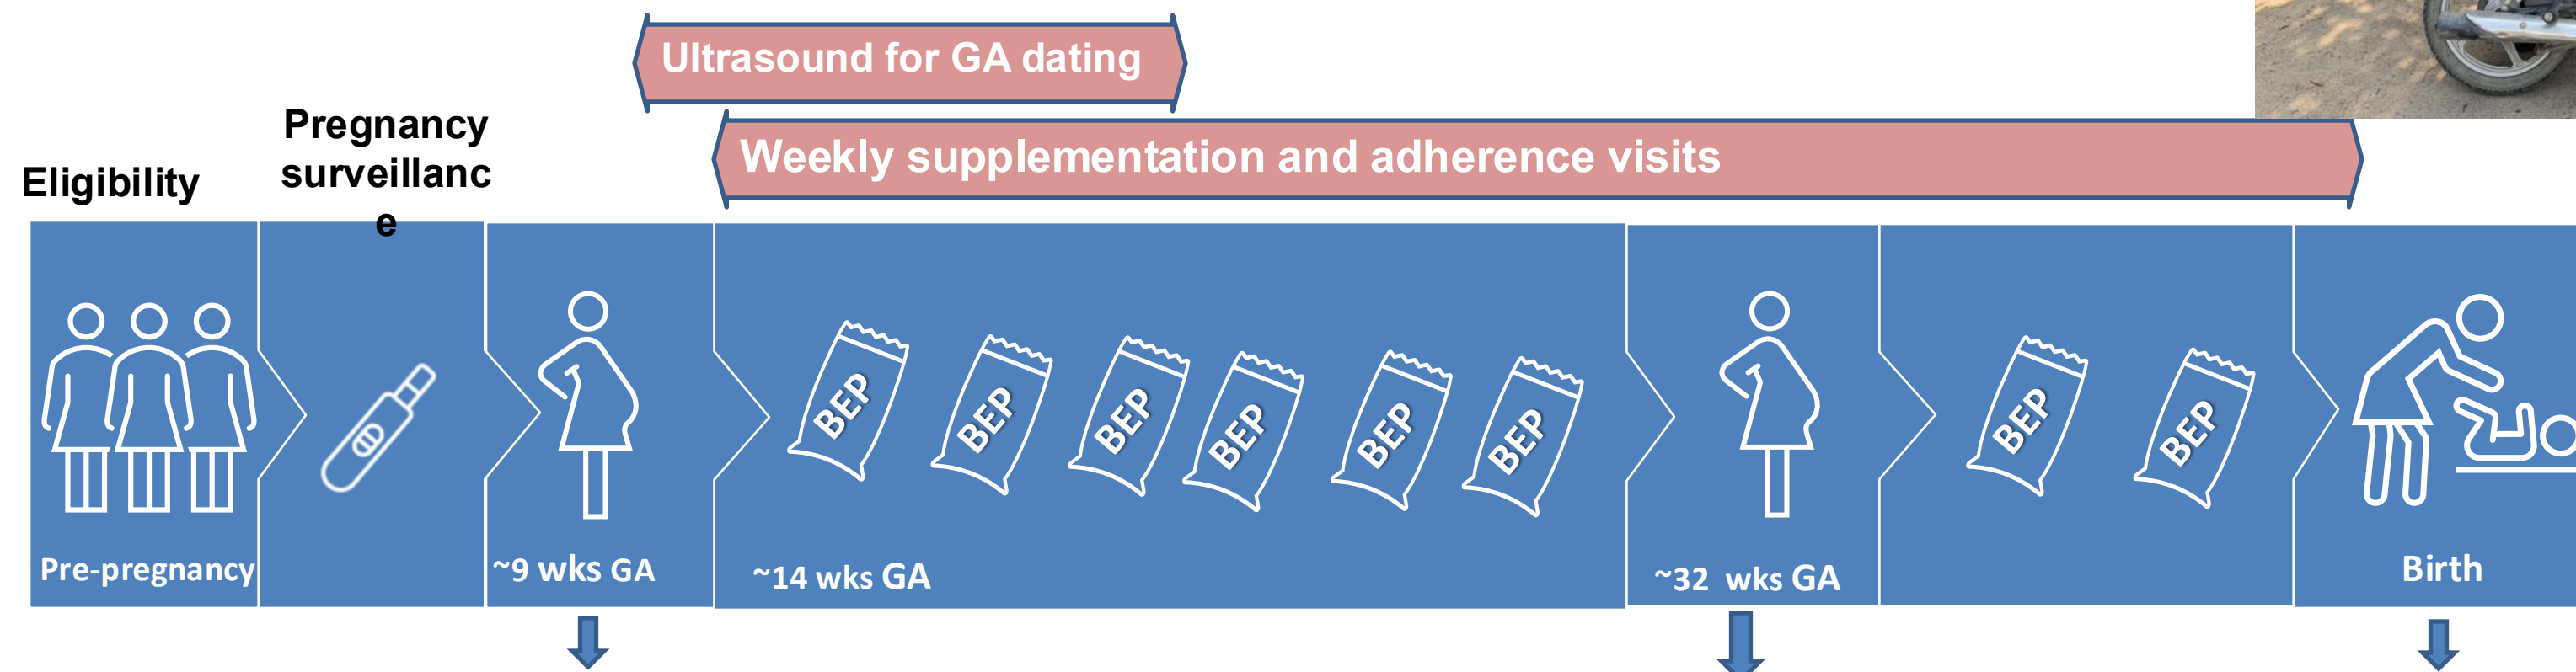 Ultrasound for GA dating
Pregnancy
surveillanc
e
Weekly supplementation and adherence visits
Eligibility
BEP
BEP
BEP
BEP
BEP
BEP
BEP
BEP
Pre-pregnancy
~9 wks GA
~14 wks GA
~32 wks GA
Birth